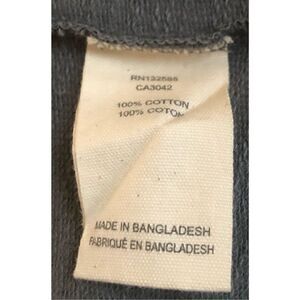 RN132585
CA3042
100% COTTON
100% COTON
MADE IN BANGLADESH
FABRIQUÉ EN BANGLADESH